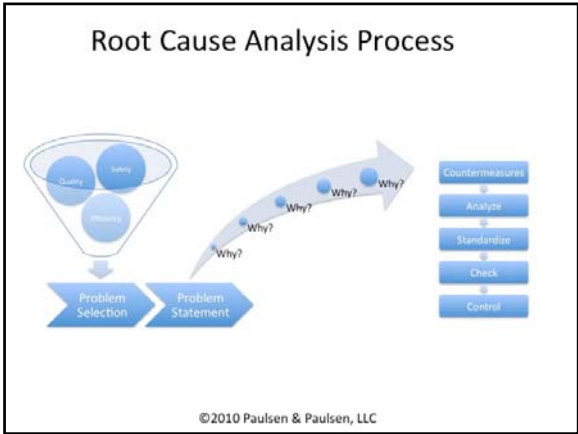 Root Cause Analysis Process
Quality
Safety
Efficiency
Problem
Selection
Problem
Statement
Why?
Why?
Why?
Why?
Why?
Countermeasures
Analyze
Standardize
Check
Control
©2010 Paulsen & Paulsen, LLC